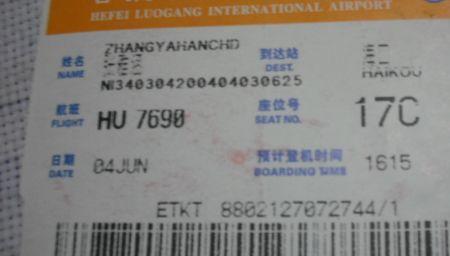 HEFEI LUOGANG INTERNATIONAL AIRPORT
姓名 ZHANGYAHANCHD 到达站
NAME DEST. HAIKOU
NI340304200404030625
航班 座位号
FLIGHT HU 7690 SEAT NO. 17C
日期 预计登机时间
DATE 04JUN BOARDING TIME 1615
ETKT 8802127072744/1